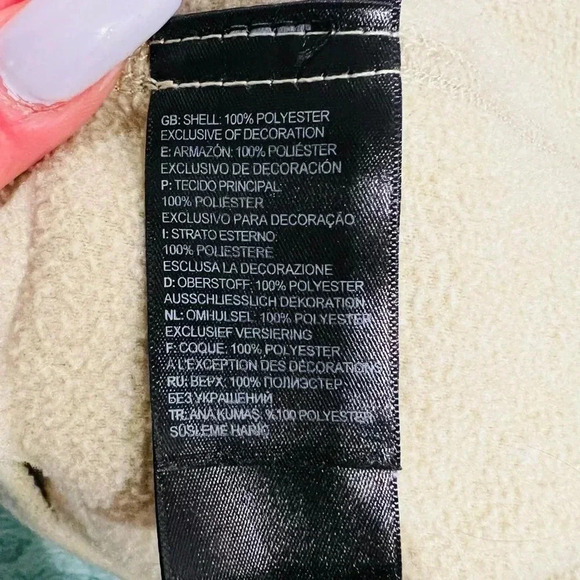 GB: SHELL: 100% POLYESTER
EXCLUSIVE OF DECORATION
E: ARMAZÓN: 100% POLIÉSTER
EXCLUSIVO DE DECORACIÓN
P: TECIDO PRINCIPAL:
100% POLIÉSTER
EXCLUSIVO PARA DECORAÇÃO
I: STRATO ESTERNO:
100% POLIESTERE
ESCLUSA LA DECORAZIONE
D: OBERSTOFF: 100% POLYESTER
AUSSCHLIESSLICH DEKORATION
NL: OMHULSEL: 100% POLYESTER
EXCLUSIEF VERSIERING
F: COQUE: 100% POLYESTER
À L'EXCEPTION DES DÉCORATIONS
RU: ВЕРХ: 100% ПОЛИЭСТЕР
БЕЗ УКРАШЕНИЙ
TR: ANA KUMAŞ: %100 POLYESTER
SÜSLEME HARİÇ